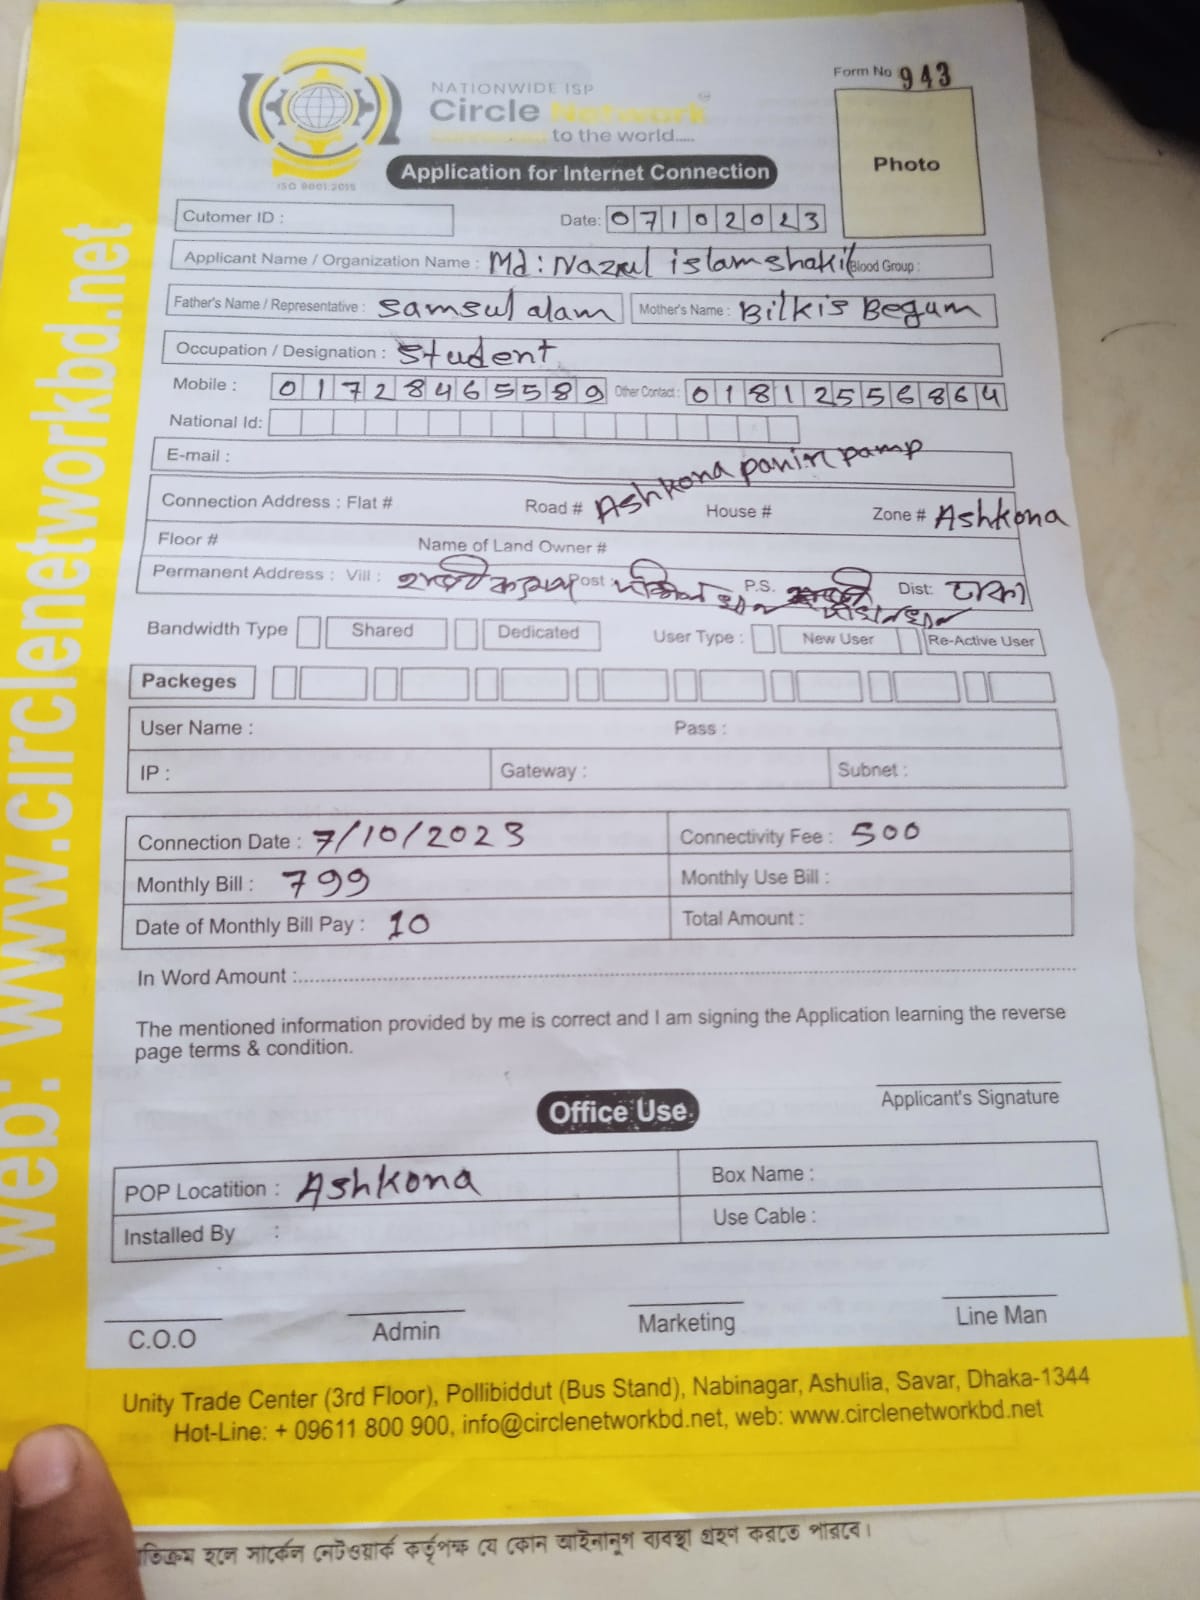 NATIONWIDE ISP
Circle Network
to the world.....
ISO 9001:2015
Form No 943
Photo
Application for Internet Connection
Cutomer ID :
Date: 07102023
Applicant Name / Organization Name : Md: Nazrul islam shakil Blood Group :
Father's Name / Representative : Samsul alam Mother's Name : Bilkis Begum
Occupation / Designation : Student
Mobile : 01728465589 Other Contact : 01812556864
National Id:
E-mail :
Connection Address : Flat # Road # Ashkona panir pamp House # Zone # Ashkona
Floor # Name of Land Owner #
Permanent Address : Vill : Post : P.S. Dist: ঢাকা
Bandwidth Type Shared Dedicated User Type : New User Re-Active User
Packeges
User Name : Pass :
IP : Gateway : Subnet :
Connection Date : 7/10/2023 Connectivity Fee : 500
Monthly Bill : 799 Monthly Use Bill :
Date of Monthly Bill Pay : 10 Total Amount :
In Word Amount :
The mentioned information provided by me is correct and I am signing the Application learning the reverse
page terms & condition.
Applicant's Signature
Office Use
POP Locatition : Ashkona Box Name :
Installed By : Use Cable :
C.O.O Admin Marketing Line Man
Unity Trade Center (3rd Floor), Pollibiddut (Bus Stand), Nabinagar, Ashulia, Savar, Dhaka-1344
Hot-Line: + 09611 800 900, info@circlenetworkbd.net, web: www.circlenetworkbd.net
web: www.circlenetworkbd.net
হলে সার্কেল নেটওয়ার্ক কর্তৃপক্ষ যে কোন আইনানুগ ব্যবস্থা গ্রহণ করতে পারবে।